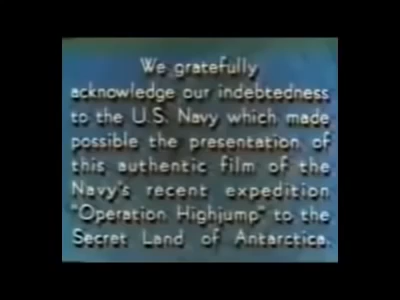 We gratefully
acknowledge our indebtedness
to the U.S. Navy which made
possible the presentation of
this authentic film of the
Navy's recent expedition
"Operation Highjump" to the
Secret Land of Antarctica.